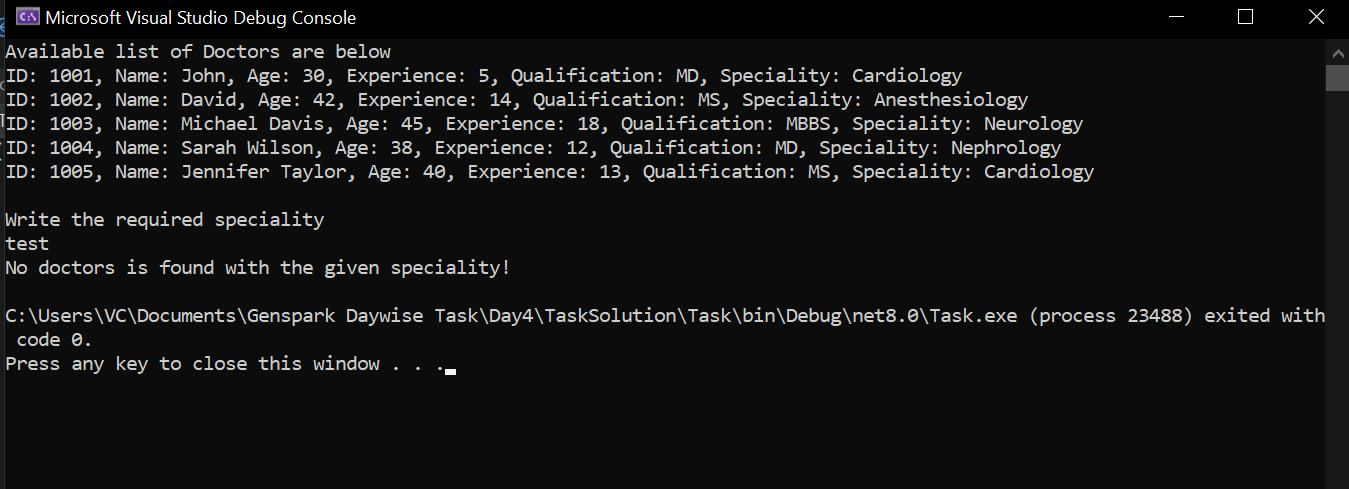 Microsoft Visual Studio Debug Console
Available list of Doctors are below
ID: 1001, Name: John, Age: 30, Experience: 5, Qualification: MD, Speciality: Cardiology
ID: 1002, Name: David, Age: 42, Experience: 14, Qualification: MS, Speciality: Anesthesiology
ID: 1003, Name: Michael Davis, Age: 45, Experience: 18, Qualification: MBBS, Speciality: Neurology
ID: 1004, Name: Sarah Wilson, Age: 38, Experience: 12, Qualification: MD, Speciality: Nephrology
ID: 1005, Name: Jennifer Taylor, Age: 40, Experience: 13, Qualification: MS, Speciality: Cardiology
Write the required speciality
test
No doctors is found with the given speciality!
C:\Users\VC\Documents\Genspark Daywise Task\Day4\TaskSolution\Task\bin\Debug\net8.0\Task.exe (process 23488) exited with
code 0.
Press any key to close this window . . .